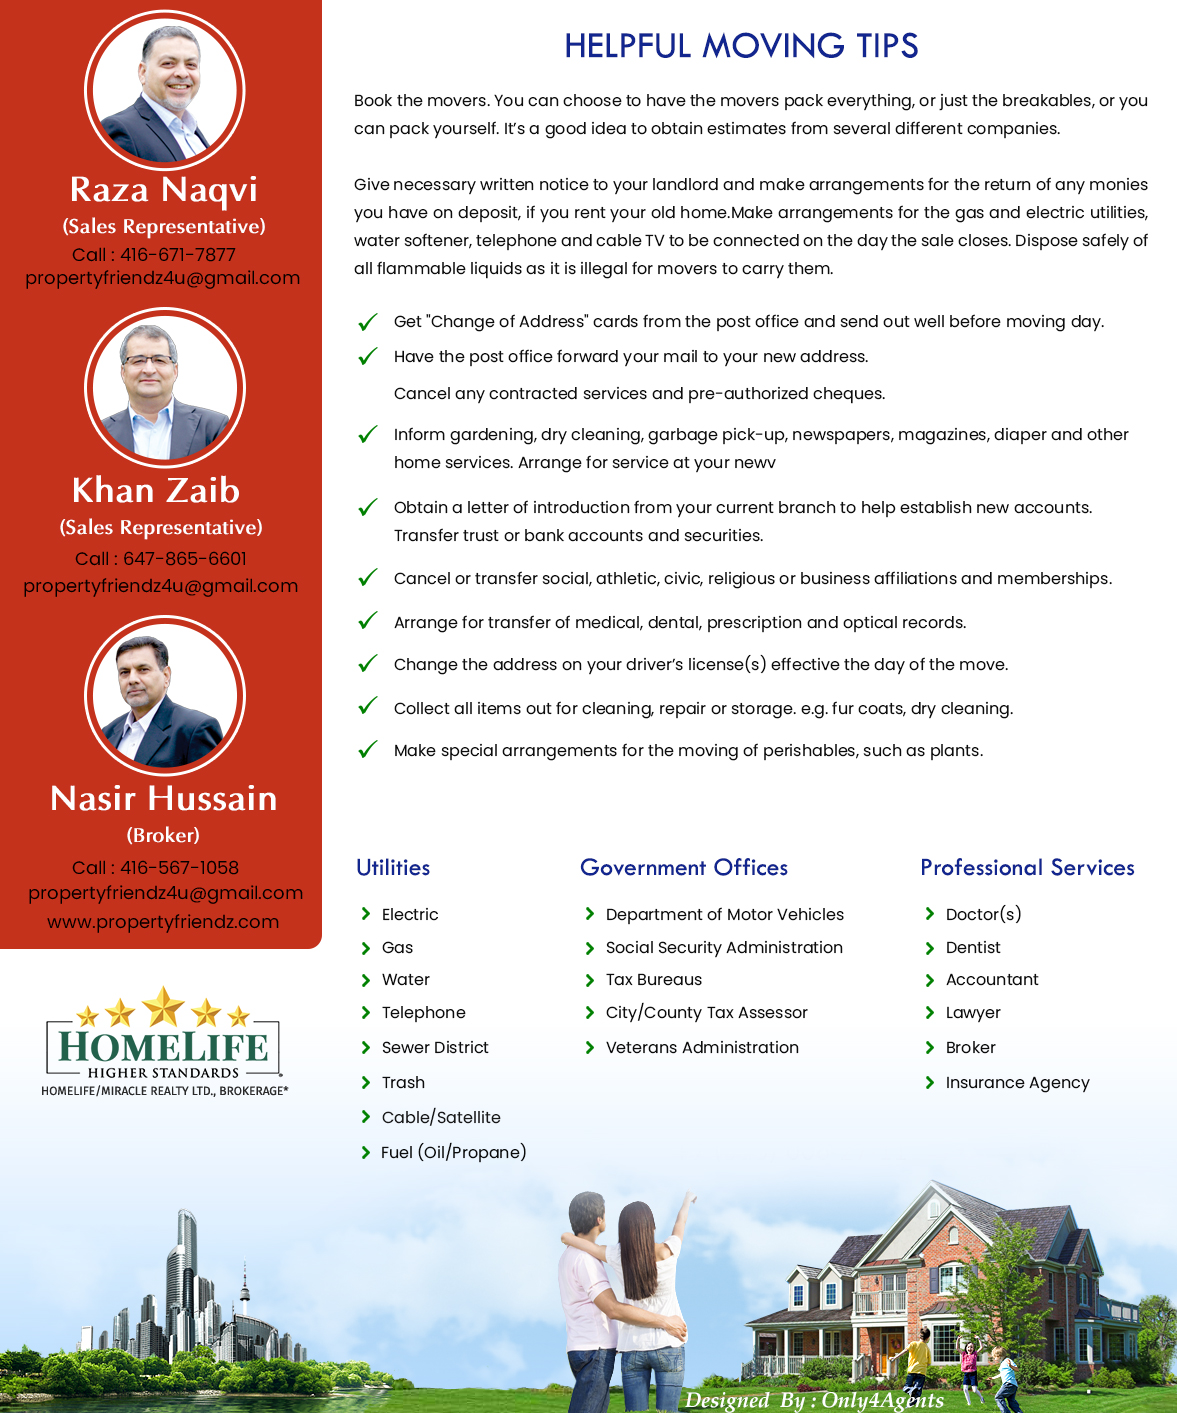 Raza Naqvi
(Sales Representative)
Call : 416-671-7877
propertyfriendz4u@gmail.com
Khan Zaib
(Sales Representative)
Call : 647-865-6601
propertyfriendz4u@gmail.com
Nasir Hussain
(Broker)
Call : 416-567-1058
propertyfriendz4u@gmail.com
www.propertyfriendz.com
HOMELIFE
HIGHER STANDARDS
HOMELIFE/MIRACLE REALTY LTD., BROKERAGE*
HELPFUL MOVING TIPS
Book the movers. You can choose to have the movers pack everything, or just the breakables, or you
can pack yourself. It’s a good idea to obtain estimates from several different companies.
Give necessary written notice to your landlord and make arrangements for the return of any monies
you have on deposit, if you rent your old home.Make arrangements for the gas and electric utilities,
water softener, telephone and cable TV to be connected on the day the sale closes. Dispose safely of
all flammable liquids as it is illegal for movers to carry them.
Get "Change of Address" cards from the post office and send out well before moving day.
Have the post office forward your mail to your new address.
Cancel any contracted services and pre-authorized cheques.
Inform gardening, dry cleaning, garbage pick-up, newspapers, magazines, diaper and other
home services. Arrange for service at your newv
Obtain a letter of introduction from your current branch to help establish new accounts.
Transfer trust or bank accounts and securities.
Cancel or transfer social, athletic, civic, religious or business affiliations and memberships.
Arrange for transfer of medical, dental, prescription and optical records.
Change the address on your driver’s license(s) effective the day of the move.
Collect all items out for cleaning, repair or storage. e.g. fur coats, dry cleaning.
Make special arrangements for the moving of perishables, such as plants.
Utilities
Electric
Gas
Water
Telephone
Sewer District
Trash
Cable/Satellite
Fuel (Oil/Propane)
Government Offices
Department of Motor Vehicles
Social Security Administration
Tax Bureaus
City/County Tax Assessor
Veterans Administration
Professional Services
Doctor(s)
Dentist
Accountant
Lawyer
Broker
Insurance Agency
Designed By : Only4Agents